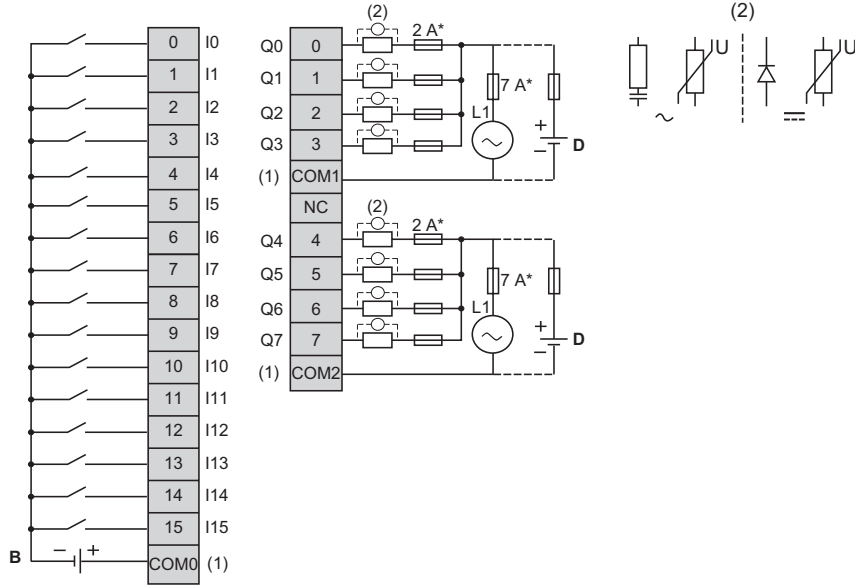 0 I0
1 I1
2 I2
3 I3
4 I4
5 I5
6 I6
7 I7
8 I8
9 I9
10 I10
11 I11
12 I12
13 I13
14 I14
15 I15
B − + COM0 (1)
(2)
Q0 0 2 A*
Q1 1 7 A*
Q2 2 L1
Q3 3 + − D
(1) COM1
NC
(2)
Q4 4 2 A*
Q5 5 7 A*
Q6 6 L1
Q7 7 + − D
(1) COM2
(2)
U U